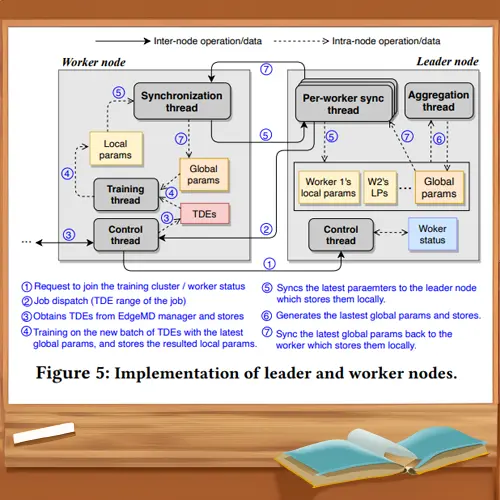 Inter-node operation/data
Intra-node operation/data
Worker node
Leader node
⑦
⑤
Synchronization
thread
Per-worker sync
thread
Aggregation
thread
⑦
⑤
⑤
⑦
⑥
Local
params
Global
params
④
④
Training
thread
Worker 1's
local params
W2's
LPs
...
Global
params
TDEs
③
②
... ③
Control
thread
Control
thread
Woker
status
①
① Request to join the training cluster / worker status
② Job dispatch (TDE range of the job)
③ Obtains TDEs from EdgeMD manager and stores
④ Training on the new batch of TDEs with the latest
global params, and stores the resulted local params.
⑤ Syncs the latest paraemters to the leader node
which stores them locally.
⑥ Generates the lastest global params and stores.
⑦ Sync the latest global params back to the
worker which stores them locally.
Figure 5: Implementation of leader and worker nodes.